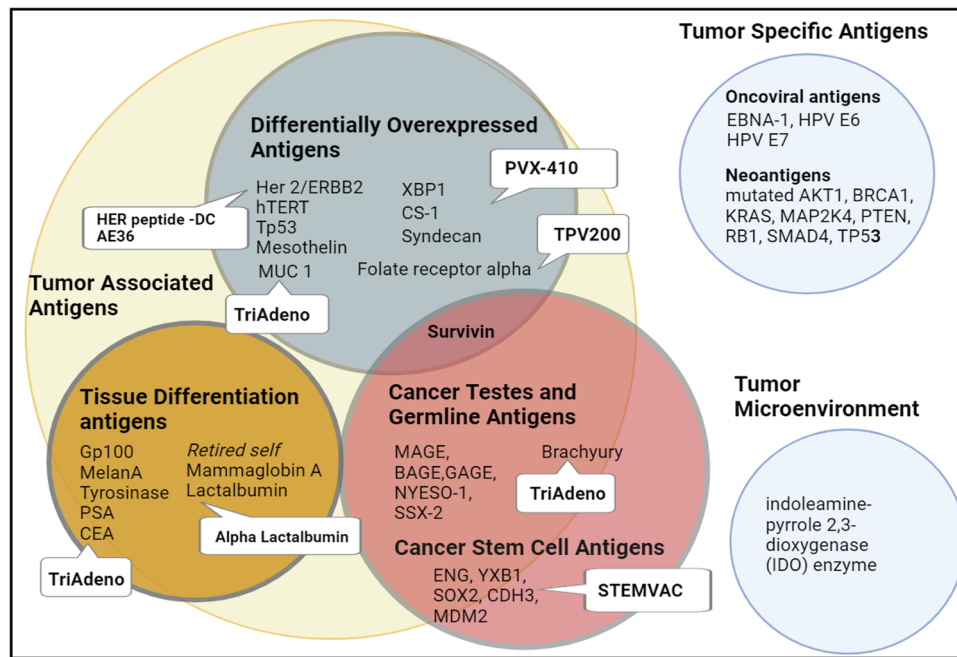 Tumor Specific Antigens
Oncoviral antigens
EBNA-1, HPV E6
HPV E7
Neoantigens
mutated AKT1, BRCA1,
KRAS, MAP2K4, PTEN,
RB1, SMAD4, TP53
Differentially Overexpressed
Antigens
Her 2/ERBB2
hTERT
Tp53
Mesothelin
MUC 1
XBP1
CS-1
Syndecan
Folate receptor alpha
PVX-410
TPV200
HER peptide -DC
AE36
TriAdeno
Tumor Associated
Antigens
Survivin
Tissue Differentiation
antigens
Gp100
MelanA
Tyrosinase
PSA
CEA
Retired self
Mammaglobin A
Lactalbumin
Alpha Lactalbumin
TriAdeno
Cancer Testes and
Germline Antigens
MAGE,
BAGE,GAGE,
NYESO-1,
SSX-2
Brachyury
TriAdeno
Cancer Stem Cell Antigens
ENG, YXB1,
SOX2, CDH3,
MDM2
STEMVAC
Tumor
Microenvironment
indoleamine-
pyrrole 2,3-
dioxygenase
(IDO) enzyme